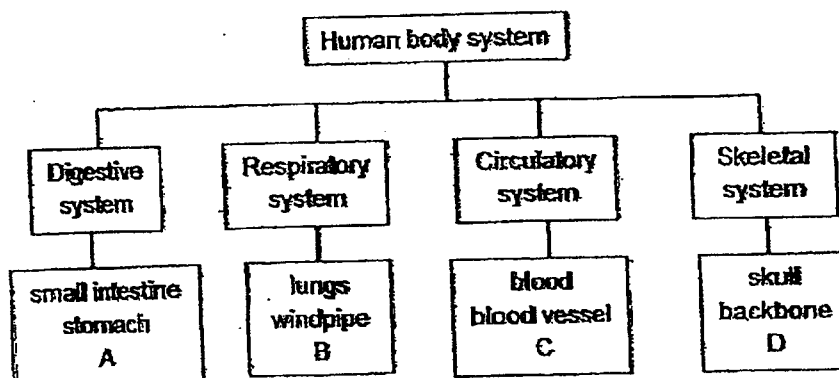 Human body system
Digestive
system
Respiratory
system
Circulatory
system
Skeletal
system
small intestine
stomach
A
lungs
windpipe
B
blood
blood vessel
C
skull
backbone
D